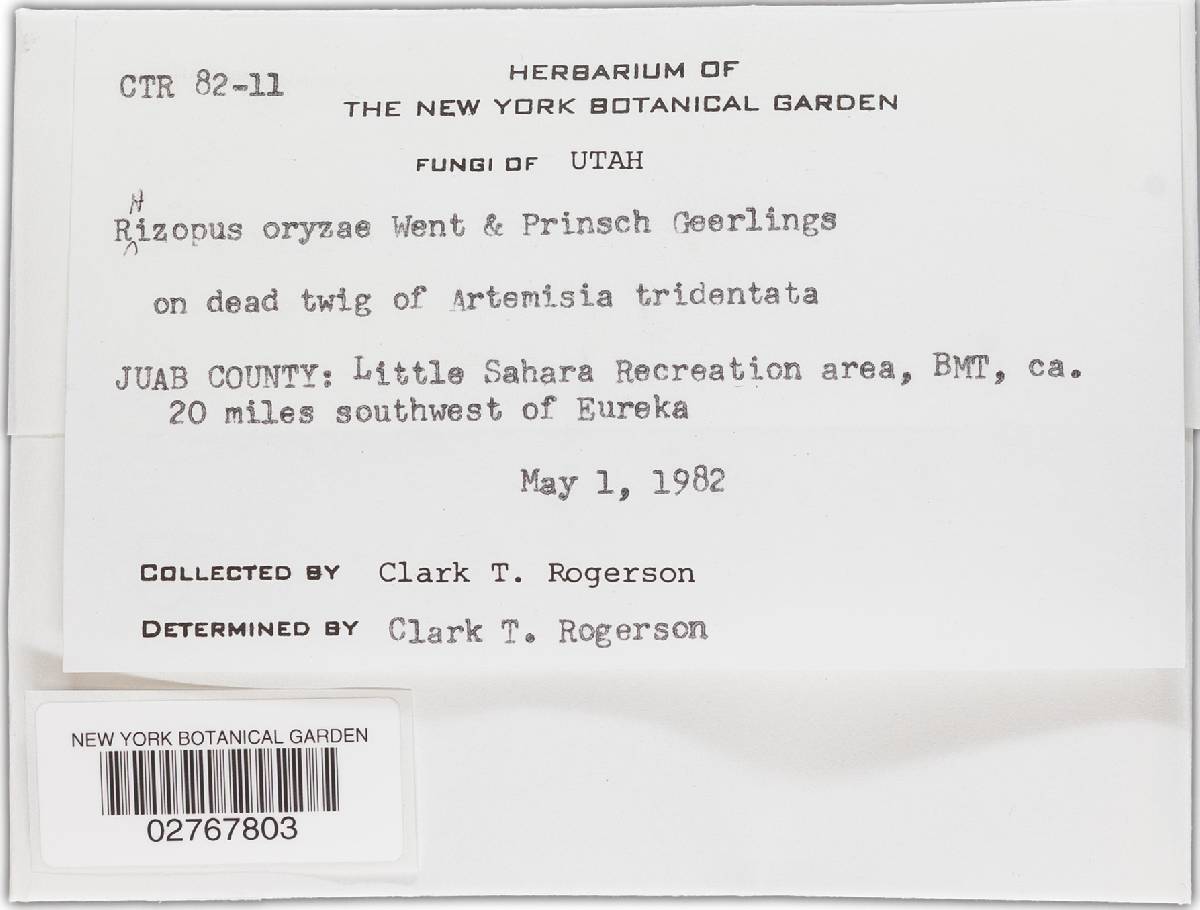 CTR 82-11
HERBARIUM OF
THE NEW YORK BOTANICAL GARDEN
FUNGI OF UTAH
RHizopus oryzae Went & Prinsch Geerlings
on dead twig of Artemisia tridentata
JUAB COUNTY: Little Sahara Recreation area, BMT, ca.
20 miles southwest of Eureka
May 1, 1982
COLLECTED BY Clark T. Rogerson
DETERMINED BY Clark T. Rogerson
NEW YORK BOTANICAL GARDEN
02767803